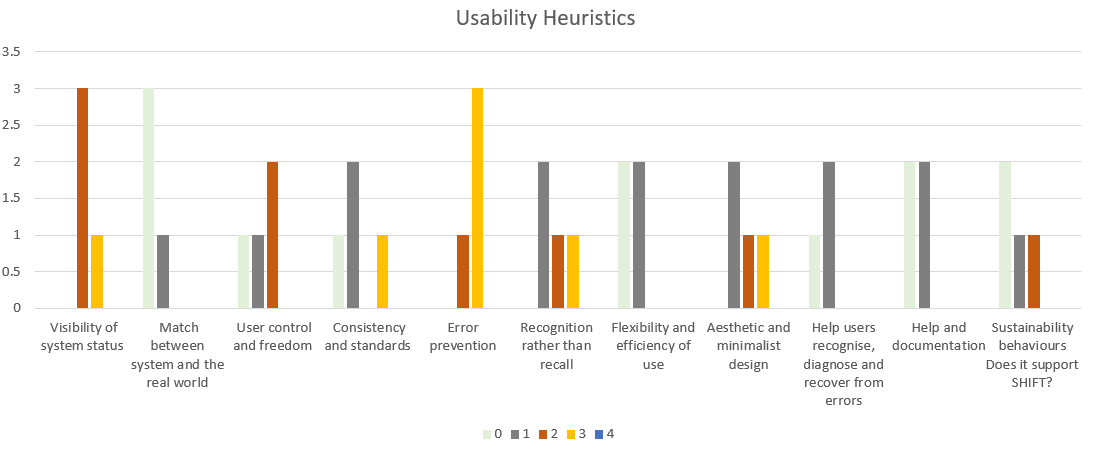 Usability Heuristics
3.5
3
2.5
2
1.5
1
0.5
0
Visibility of
system status
Match
between
system and the
real world
User control
and freedom
Consistency
and standards
Error
prevention
Recognition
rather than
recall
Flexibility and
efficiency of
use
Aesthetic and
minimalist
design
Help users
recognise,
diagnose and
recover from
errors
Help and
documentation
Sustainability
behaviours
Does it support
SHIFT?
0 1 2 3 4